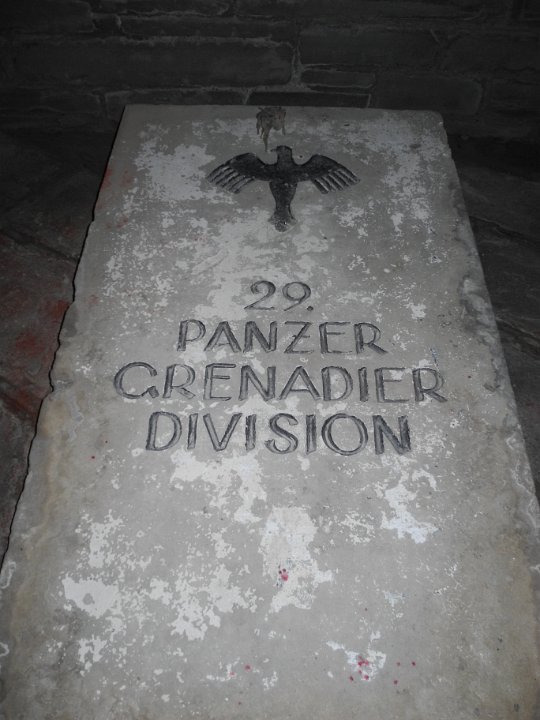 29.
PANZER
GRENADIER
DIVISION